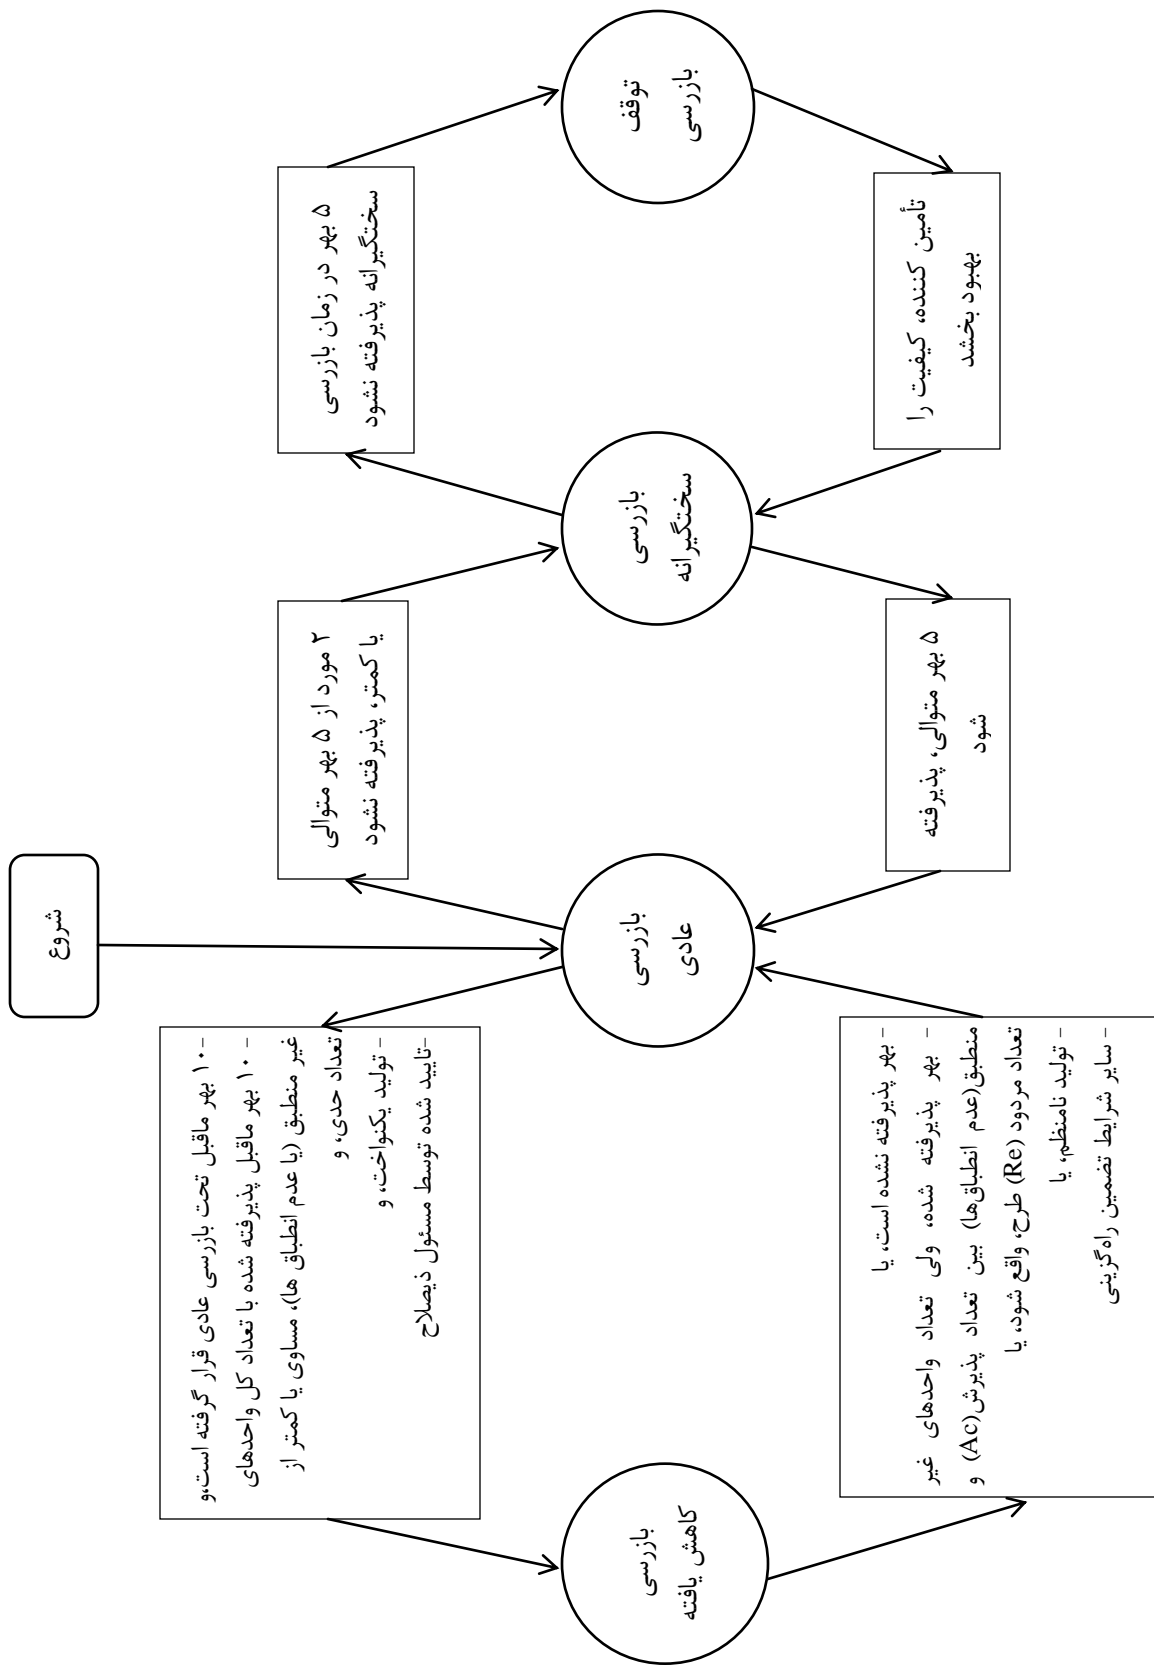 شروع
-۱۰ بهر ماقبل تحت بازرسی عادی قرار گرفته است،و
- ۱۰ بهر ماقبل پذیرفته شده با تعداد کل واحدهای
غیر منطبق (یا عدم انطباق ها)، مساوی یا کمتر از
تعداد حدی، و
- تولید یکنواخت، و
-تایید شده توسط مسئول ذیصلاح
۲ مورد از ۵ بهر متوالی
یا کمتر، پذیرفته نشود
۵ بهر در زمان بازرسی
سختگیرانه پذیرفته نشود
بازرسی
کاهش یافته
بازرسی
عادی
بازرسی
سختگیرانه
توقف
بازرسی
- بهر پذیرفته نشده است، یا
- بهر پذیرفته شده، ولی تعداد واحدهای غیر
منطبق(عدم انطباق‌ها) بین تعداد پذیرش(Ac) و
تعداد مردود (Re) طرح، واقع شود، یا
- تولید نامنظم، یا
- سایر شرایط تضمین راه‌گزینی
۵ بهر متوالی، پذیرفته
شود
تأمین کننده، کیفیت را
بهبود بخشد